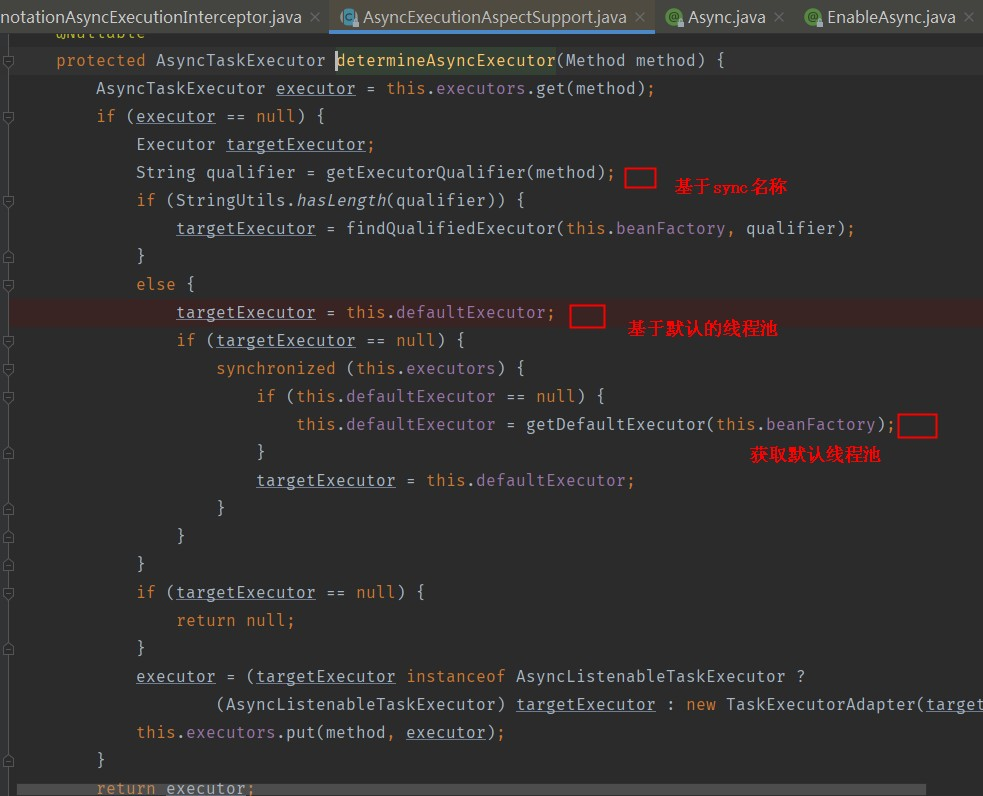 notationAsyncExecutionInterceptor.java × AsyncExecutionAspectSupport.java × Async.java × EnableAsync.java ×
@Nullable
protected AsyncTaskExecutor determineAsyncExecutor(Method method) {
AsyncTaskExecutor executor = this.executors.get(method);
if (executor == null) {
Executor targetExecutor;
String qualifier = getExecutorQualifier(method);
基于sync名称
if (StringUtils.hasLength(qualifier)) {
targetExecutor = findQualifiedExecutor(this.beanFactory, qualifier);
}
else {
targetExecutor = this.defaultExecutor;
基于默认的线程池
if (targetExecutor == null) {
synchronized (this.executors) {
if (this.defaultExecutor == null) {
this.defaultExecutor = getDefaultExecutor(this.beanFactory);
获取默认线程池
}
targetExecutor = this.defaultExecutor;
}
}
}
if (targetExecutor == null) {
return null;
}
executor = (targetExecutor instanceof AsyncListenableTaskExecutor ?
(AsyncListenableTaskExecutor) targetExecutor : new TaskExecutorAdapter(target
this.executors.put(method, executor);
}
return executor;